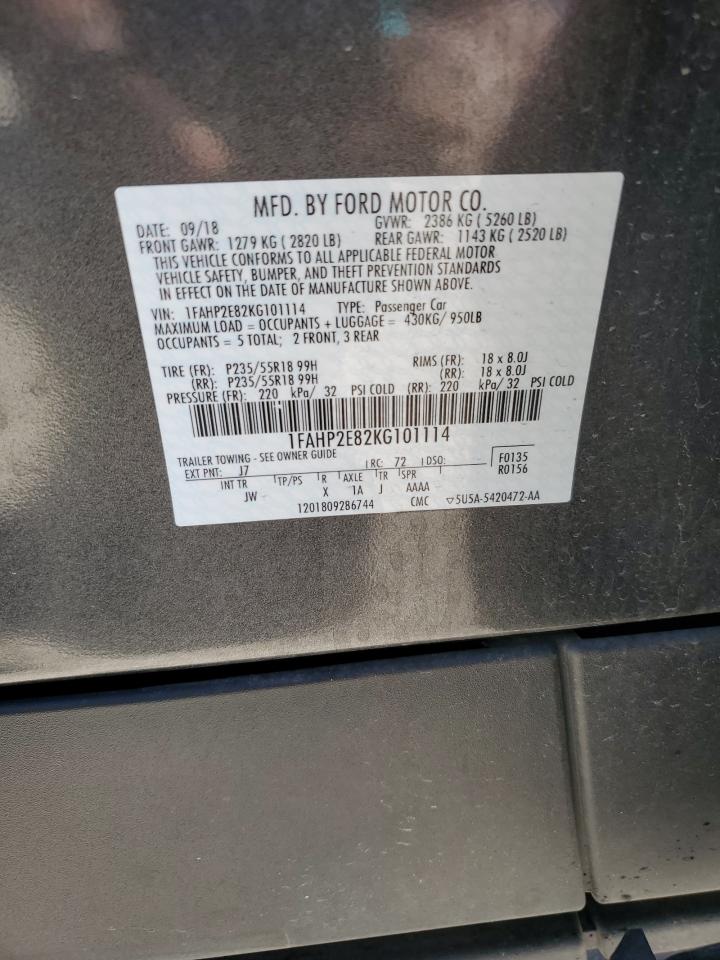 MFD. BY FORD MOTOR CO.
DATE: 09/18 GVWR: 2386 KG ( 5260 LB)
FRONT GAWR: 1279 KG ( 2820 LB) REAR GAWR: 1143 KG ( 2520 LB)
THIS VEHICLE CONFORMS TO ALL APPLICABLE FEDERAL MOTOR
VEHICLE SAFETY, BUMPER, AND THEFT PREVENTION STANDARDS
IN EFFECT ON THE DATE OF MANUFACTURE SHOWN ABOVE.
VIN: 1FAHP2E82KG101114 TYPE: Passenger Car
MAXIMUM LOAD = OCCUPANTS + LUGGAGE = 430KG/ 950LB
OCCUPANTS = 5 TOTAL; 2 FRONT, 3 REAR
TIRE (FR): P235/55R18 99H RIMS (FR): 18 x 8.0J
(RR): P235/55R18 99H (RR): 18 x 8.0J
PRESSURE (FR): 220 kPa/ 32 PSI COLD (RR): 220 kPa/ 32 PSI COLD
1FAHP2E82KG101114
TRAILER TOWING - SEE OWNER GUIDE
EXT PNT: J7 RC: 72 DSO: F0135
INT TR TP/PS R AXLE TR SPR R0156
JW X 1A J AAAA
1201809286744 CMC ▽5U5A-5420472-AA